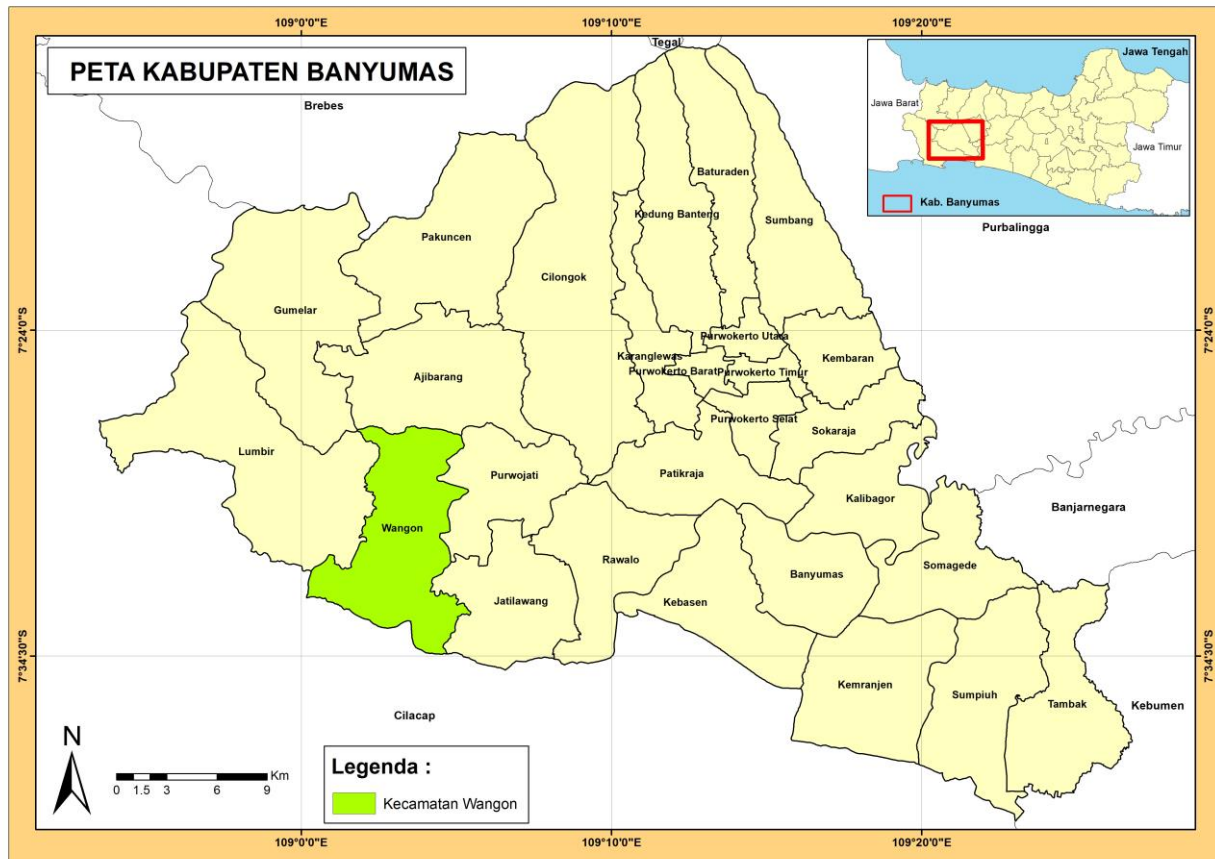 109°0'0"E
109°10'0"E
109°20'0"E
PETA KABUPATEN BANYUMAS
Tegal
Brebes
Jawa Tengah
Jawa Barat
Jawa Timur
Kab. Banyumas
Purbalingga
Baturaden
Kedung Banteng
Sumbang
Pakuncen
Cilongok
Gumelar
7°24'0"S
7°24'0"S
Purwokerto Utara
Karanglewas
Kembaran
Purwokerto Barat
Purwokerto Timur
Ajibarang
Purwokerto Selat
Sokaraja
Lumbir
Purwojati
Patikraja
Kalibagor
Banjarnegara
Wangon
Rawalo
Banyumas
Somagede
Jatilawang
Kebasen
7°34'30"S
7°34'30"S
Kemranjen
Sumpiuh
Tambak
Kebumen
Cilacap
N
Km
0 1.5 3 6 9
Legenda :
Kecamatan Wangon
109°0'0"E
109°10'0"E
109°20'0"E